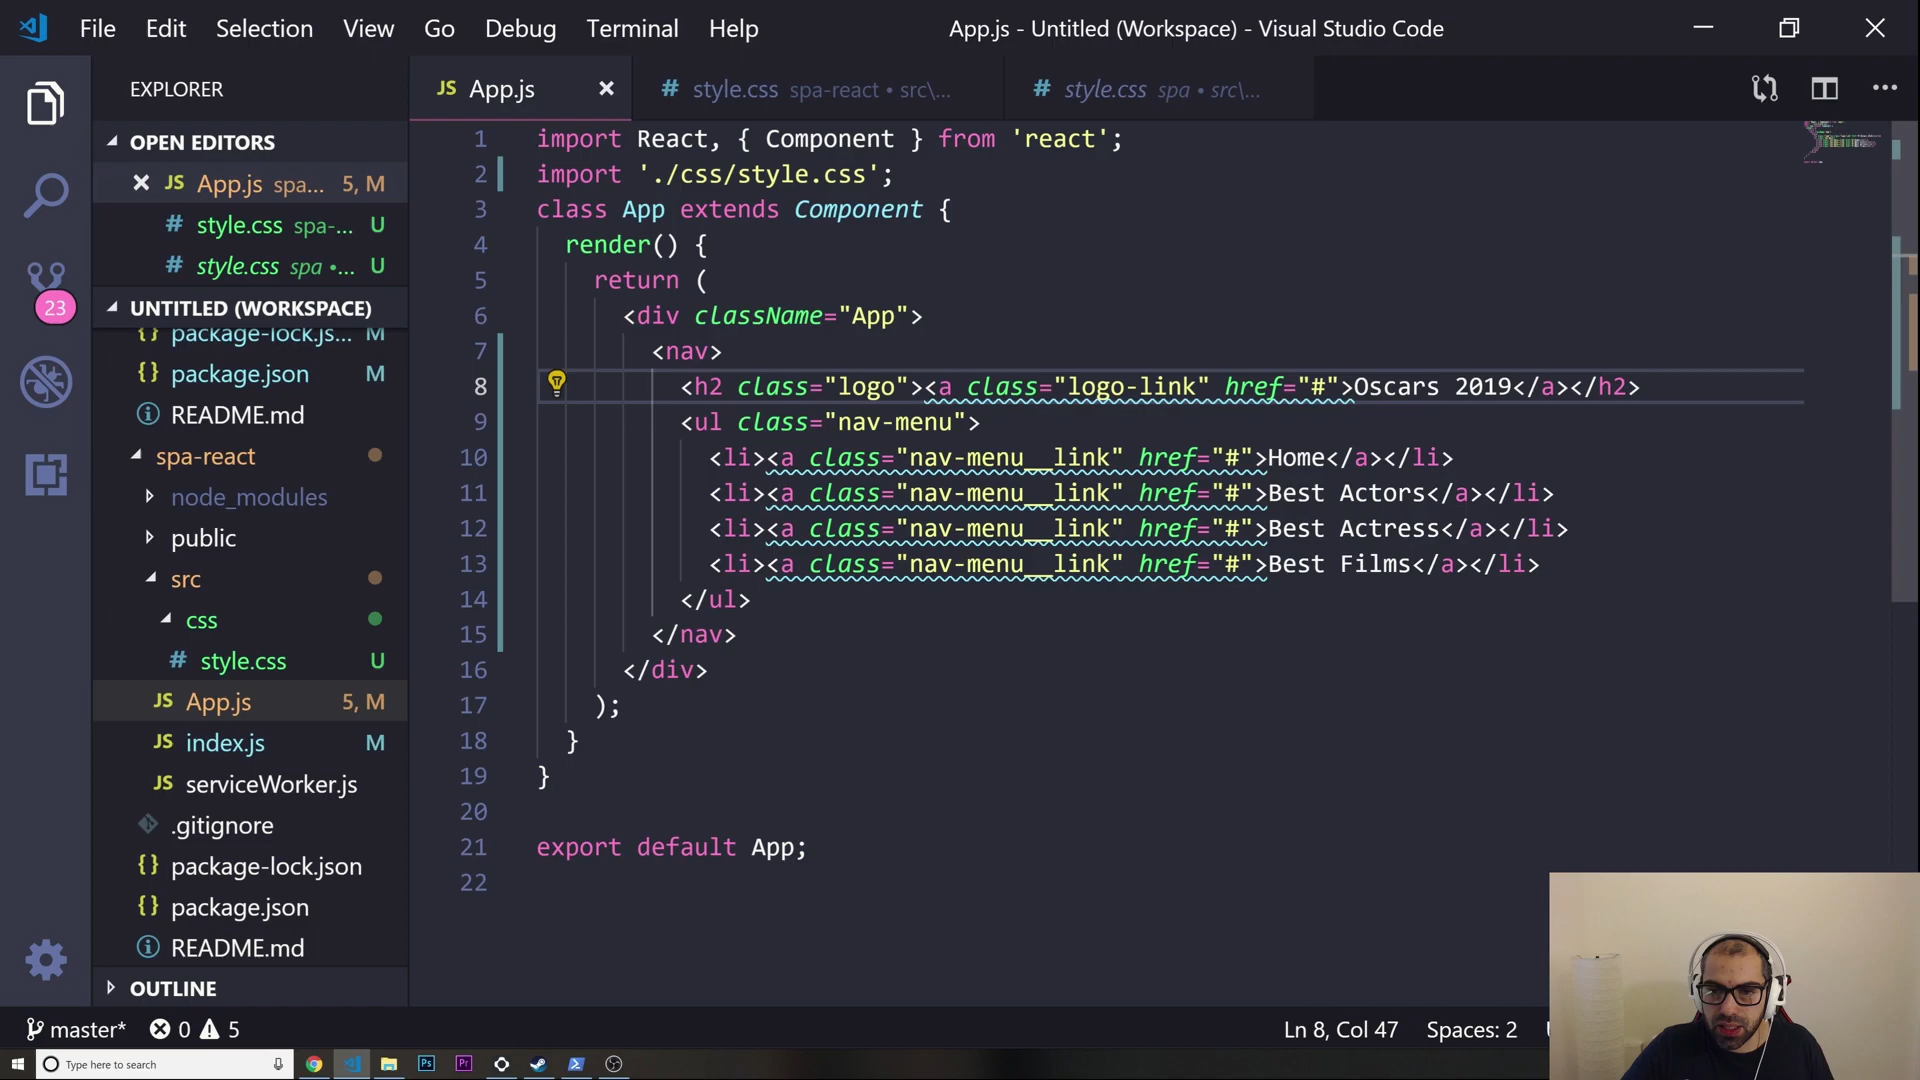 File Edit Selection View Go Debug Terminal Help
App.js - Untitled (Workspace) - Visual Studio Code
EXPLORER
OPEN EDITORS
App.js spa... 5, M
style.css spa-... U
style.css spa •... U
UNTITLED (WORKSPACE)
package-lock.js... M
package.json M
README.md
spa-react
node_modules
public
src
css
style.css U
App.js 5, M
index.js M
serviceWorker.js
.gitignore
package-lock.json
package.json
README.md
OUTLINE
23
JS App.js
# style.css spa-react • src\...
# style.css spa • src\...
1 import React, { Component } from 'react';
2 import './css/style.css';
3 class App extends Component {
4 render() {
5 return (
6 <div className="App">
7 <nav>
8 <h2 class="logo"><a class="logo-link" href="#">Oscars 2019</a></h2>
9 <ul class="nav-menu">
10 <li><a class="nav-menu__link" href="#">Home</a></li>
11 <li><a class="nav-menu__link" href="#">Best Actors</a></li>
12 <li><a class="nav-menu__link" href="#">Best Actress</a></li>
13 <li><a class="nav-menu__link" href="#">Best Films</a></li>
14 </ul>
15 </nav>
16 </div>
17 );
18 }
19 }
20
21 export default App;
22
master* 0 5
Ln 8, Col 47 Spaces: 2
Type here to search
Ps
Pr